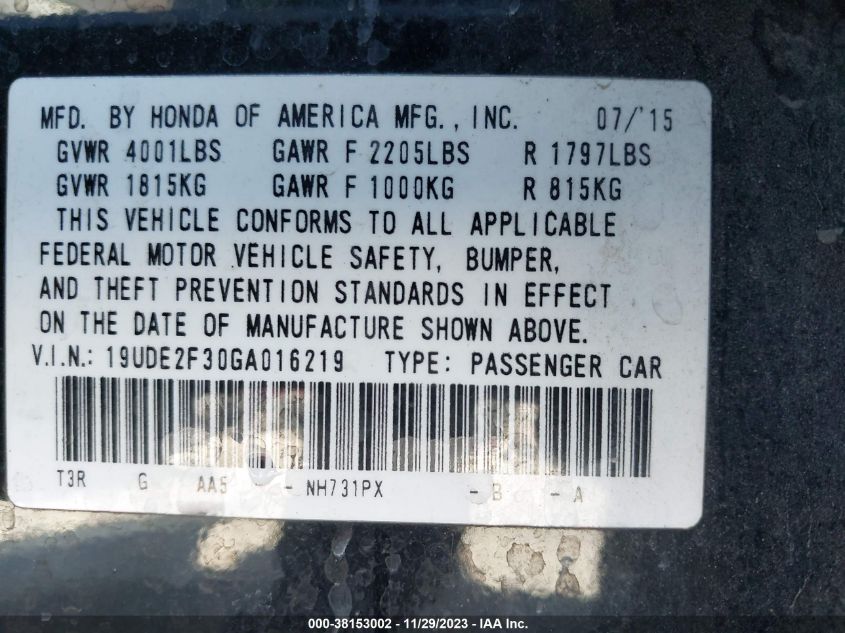 MFD. BY HONDA OF AMERICA MFG., INC. 07/'15
GVWR 4001LBS GAWR F 2205LBS R 1797LBS
GVWR 1815KG GAWR F 1000KG R 815KG
THIS VEHICLE CONFORMS TO ALL APPLICABLE
FEDERAL MOTOR VEHICLE SAFETY, BUMPER,
AND THEFT PREVENTION STANDARDS IN EFFECT
ON THE DATE OF MANUFACTURE SHOWN ABOVE.
V.I.N.: 19UDE2F30GA016219 TYPE: PASSENGER CAR
T3R G AA5 - NH731PX - B - A
000-38153002 - 11/29/2023 - IAA Inc.